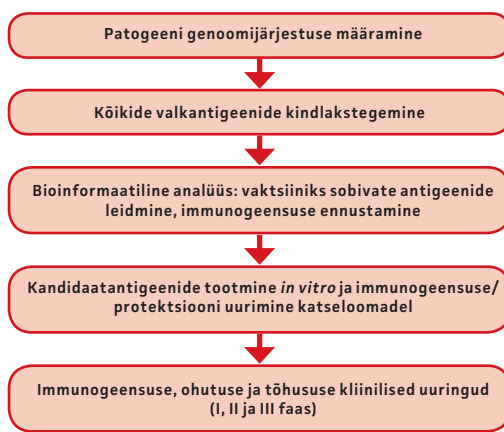 Patogeeni genoomijärjestuse määramine
Kõikide valkantigeenide kindlakstegemine
Bioinformaatiline analüüs: vaktsiiniks sobivate antigeenide
leidmine, immunogeensuse ennustamine
Kandidaatantigeenide tootmine in vitro ja immunogeensuse/
protektsiooni uurimine katseloomadel
Immunogeensuse, ohutuse ja tõhususe kliinilised uuringud
(I, II ja III faas)